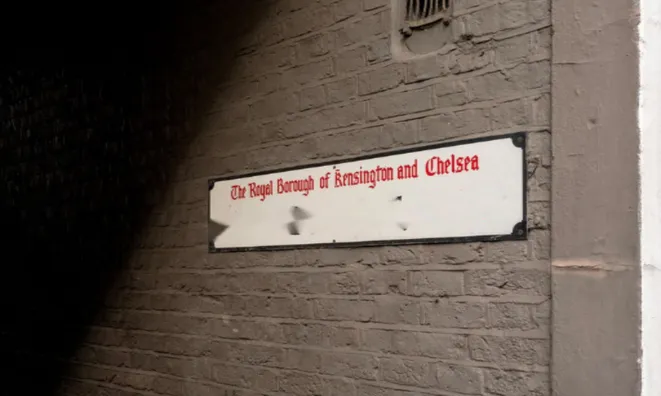 The Royal Borough of Kensington and Chelsea